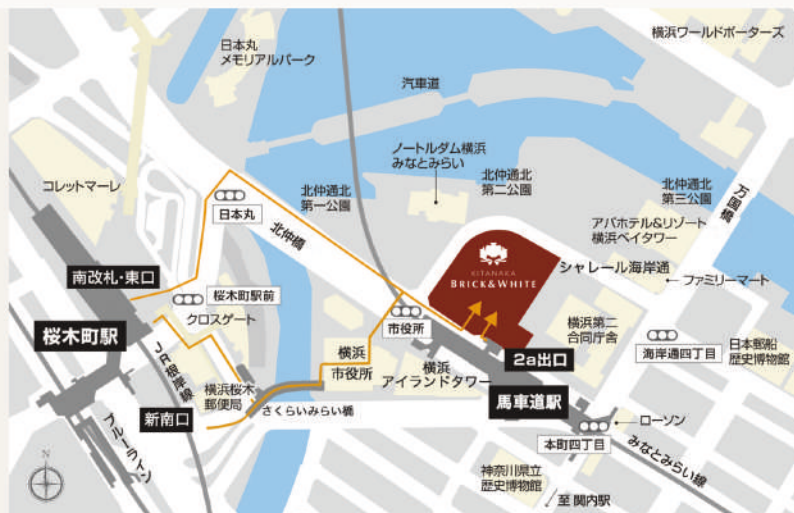 横浜ワールドポーターズ
日本丸
メモリアルパーク
汽車道
ノートルダム横浜
みなとみらい
コレットマーレ
北仲通北
第一公園
北仲通北
第二公園
北仲通北
第三公園
万国橋
日本丸
北仲橋
アパホテル&リゾート
横浜ベイタワー
KITANAKA
BRICK&WHITE
シャレール海岸通
ファミリーマート
南改札・東口
桜木町駅前
クロスゲート
市役所
桜木町駅
JR根岸線
横浜
市役所
横浜
アイランドタワー
横浜第二
合同庁舎
2a出口
海岸通四丁目
日本郵船
歴史博物館
横浜桜木
郵便局
馬車道駅
新南口
さくらみらい橋
ブルーライン
ローソン
本町四丁目
みなとみらい線
神奈川県立
歴史博物館
至 関内駅
N